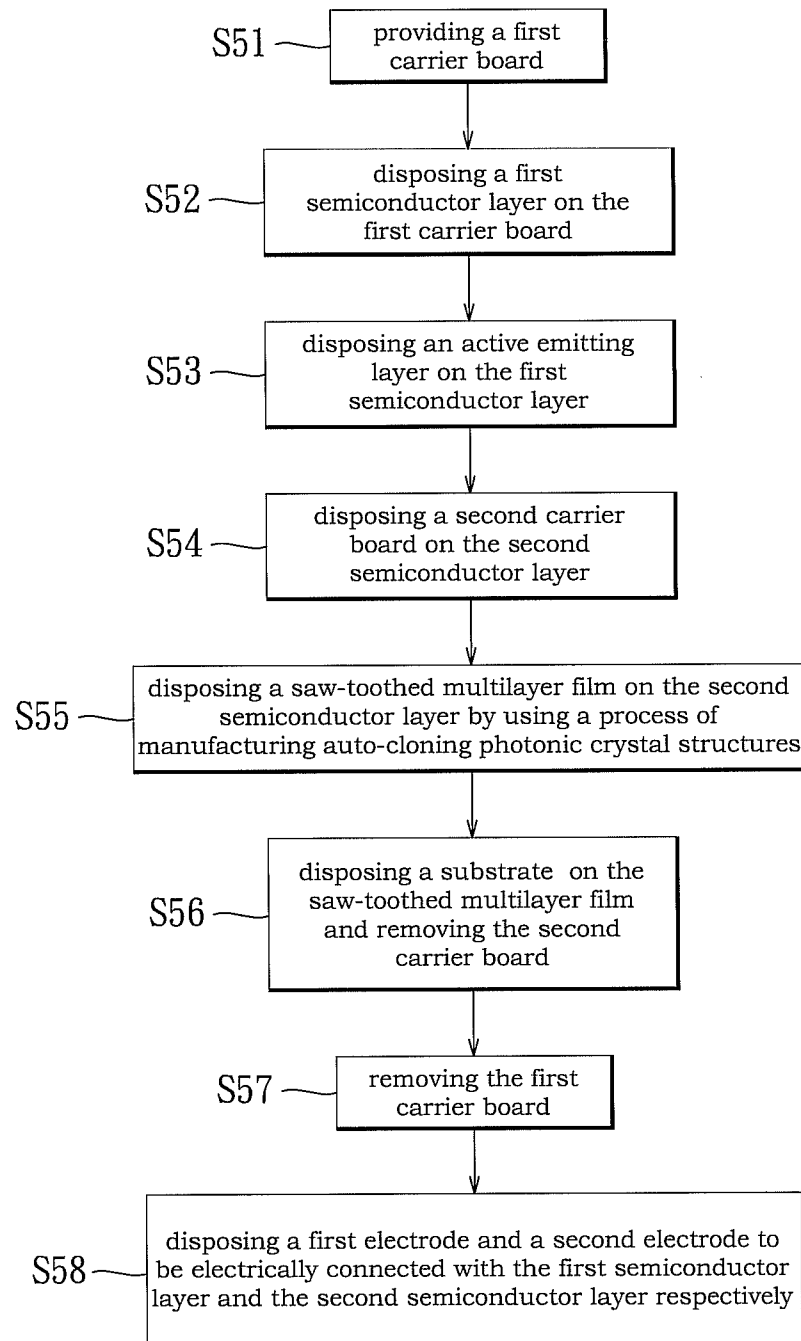 S51
providing a first
carrier board
S52
disposing a first
semiconductor layer on the
first carrier board
S53
disposing an active emitting
layer on the first
semiconductor layer
S54
disposing a second carrier
board on the second
semiconductor layer
S55
disposing a saw-toothed multilayer film on the second
semiconductor layer by using a process of
manufacturing auto-cloning photonic crystal structures
S56
disposing a substrate on the
saw-toothed multilayer film
and removing the second
carrier board
S57
removing the first
carrier board
S58
disposing a first electrode and a second electrode to
be electrically connected with the first semiconductor
layer and the second semiconductor layer respectively